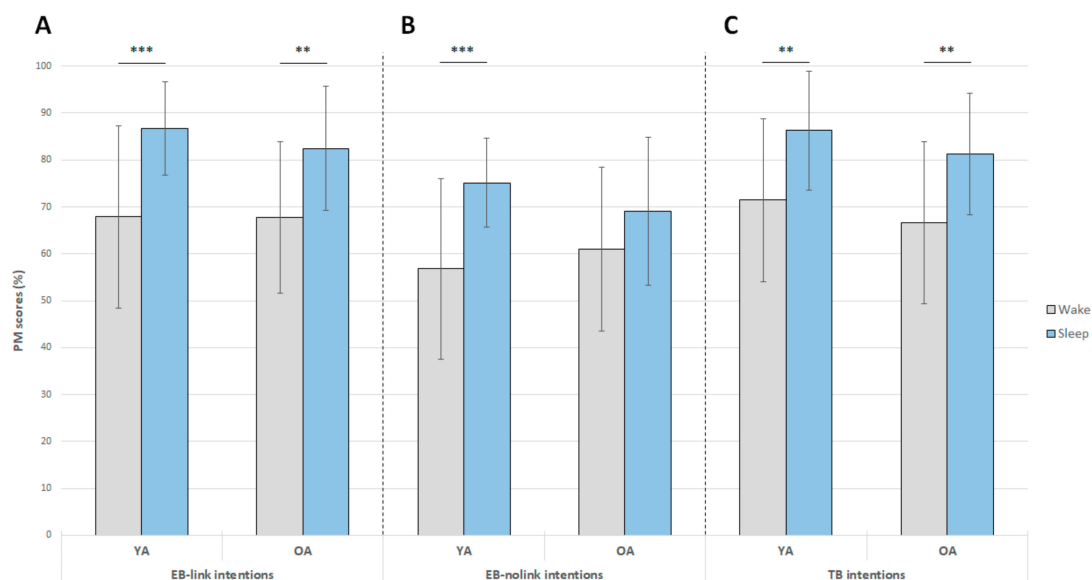 A B C
*** ** *** ** **
100
90
80
70
60
50
40
30
20
10
0
PM scores (%)
YA OA YA OA YA OA
EB-link intentions EB-nolink intentions TB intentions
Wake
Sleep